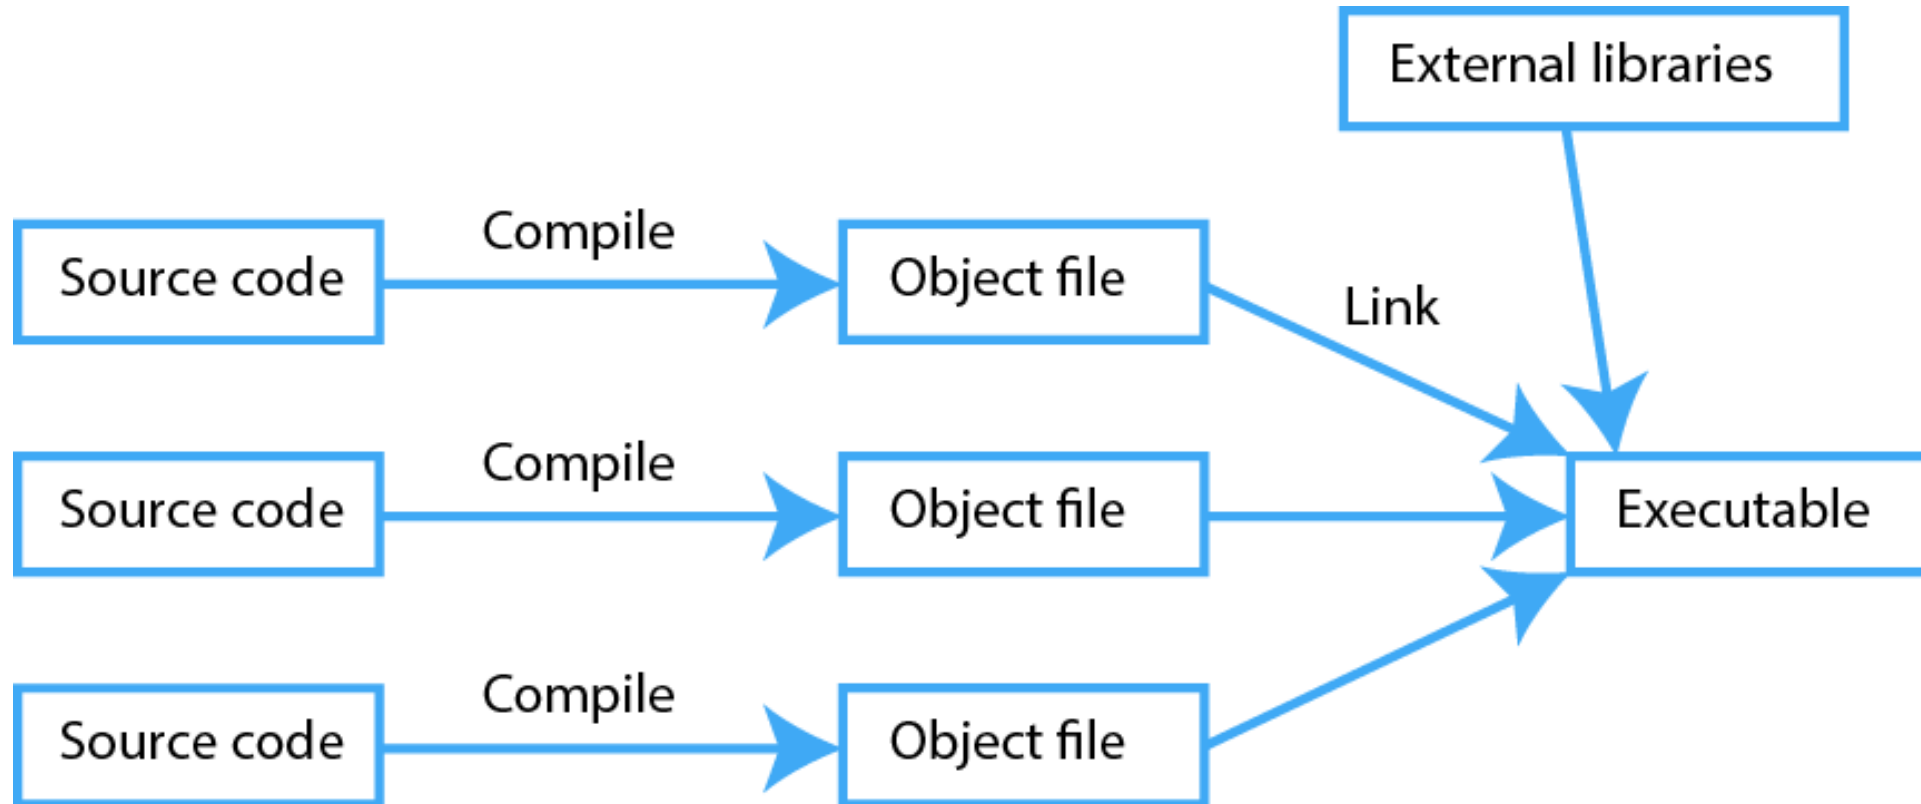 External libraries
Compile
Source code
Object file
Link
Compile
Source code
Object file
Executable
Compile
Source code
Object file